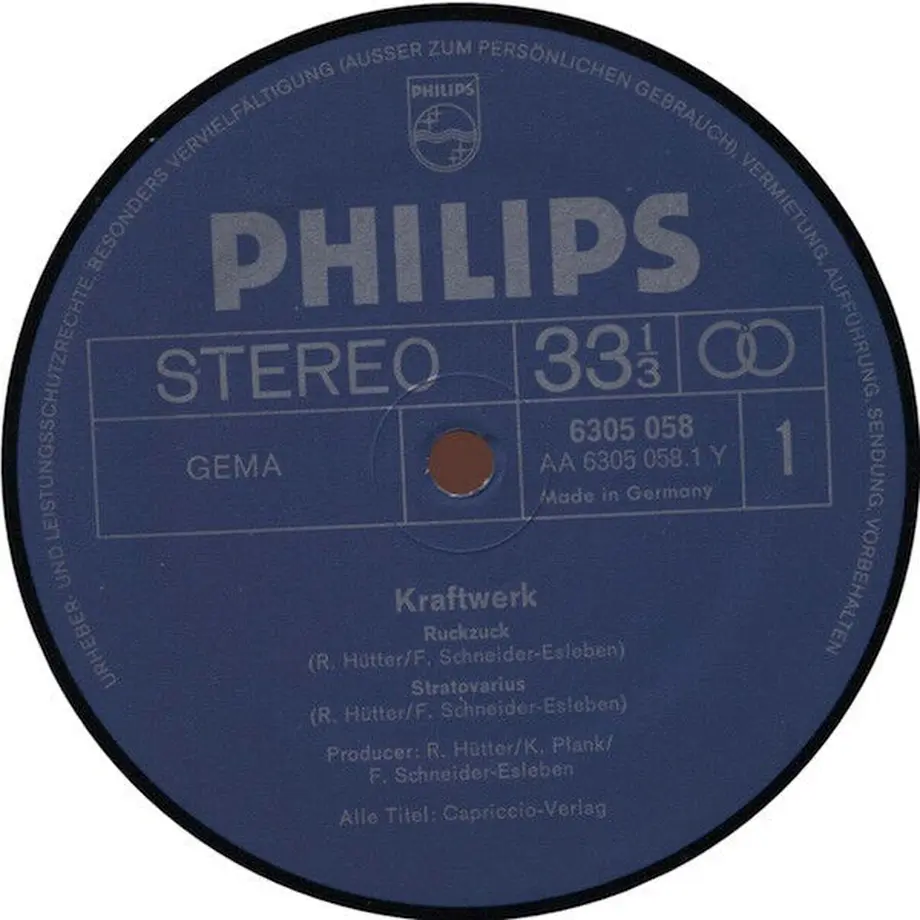 URHEBER- UND LEISTUNGSSCHUTZRECHTE, BESONDERS VERVIELFÄLTIGUNG (AUSSER ZUM PERSÖNLICHEN GEBRAUCH), VERMIETUNG, AUFFÜHRUNG, SENDUNG, VORBEHALTEN
PHILIPS
PHILIPS
STEREO
33 1/3
GEMA
6305 058
AA 6305 058.1 Y
Made in Germany
1
Kraftwerk
Ruckzuck
(R. Hütter/F. Schneider-Esleben)
Stratovarius
(R. Hütter/F. Schneider-Esleben)
Producer: R. Hütter/K. Plank/
F. Schneider-Esleben
Alle Titel: Capriccio-Verlag